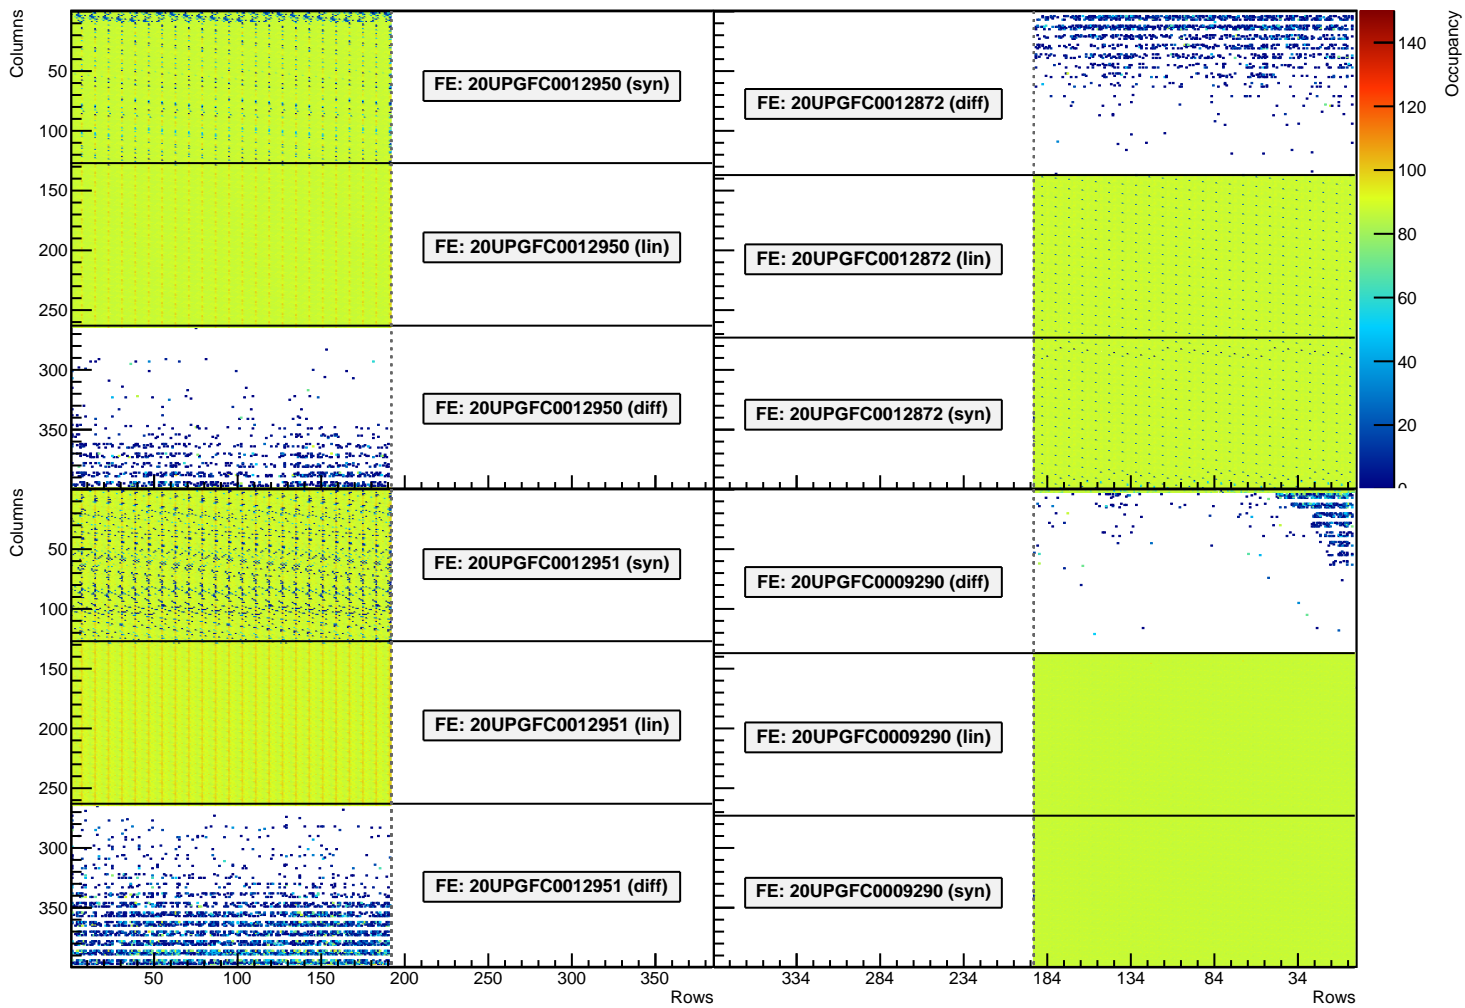 Columns
50
100
150
200
250
300
350
FE: 20UPGFC0012950 (syn)
FE: 20UPGFC0012950 (lin)
FE: 20UPGFC0012950 (diff)
FE: 20UPGFC0012872 (diff)
FE: 20UPGFC0012872 (lin)
FE: 20UPGFC0012872 (syn)
Occupancy
140
120
100
80
60
40
20
Columns
50
100
150
200
250
300
350
FE: 20UPGFC0012951 (syn)
FE: 20UPGFC0012951 (lin)
FE: 20UPGFC0012951 (diff)
FE: 20UPGFC0009290 (diff)
FE: 20UPGFC0009290 (lin)
FE: 20UPGFC0009290 (syn)
50 100 150 200 250 300 350
Rows
334 284 234 184 134 84 34
Rows